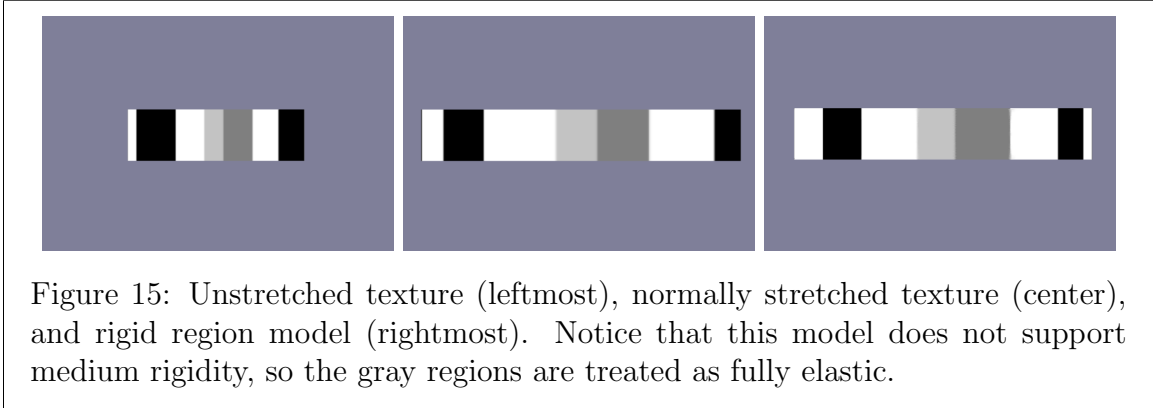 Figure 15: Unstretched texture (leftmost), normally stretched texture (center),
and rigid region model (rightmost). Notice that this model does not support
medium rigidity, so the gray regions are treated as fully elastic.